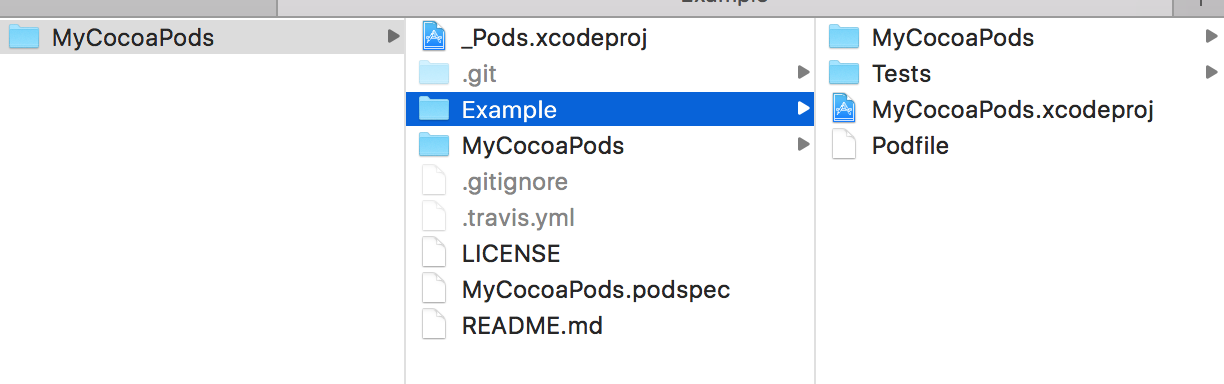 Example
MyCocoaPods
_Pods.xcodeproj
.git
Example
MyCocoaPods
.gitignore
.travis.yml
LICENSE
MyCocoaPods.podspec
README.md
MyCocoaPods
Tests
MyCocoaPods.xcodeproj
Podfile